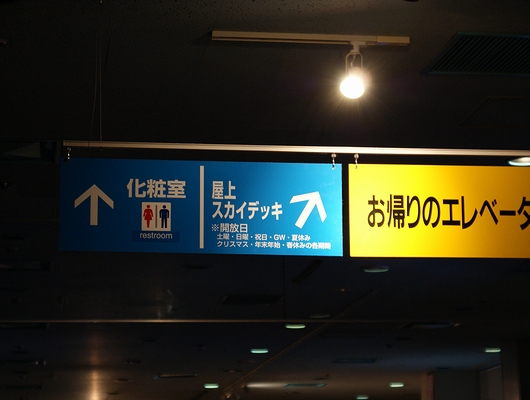 化粧室
restroom
屋上
スカイデッキ
※開放日
土曜・日曜・祝日・GW・夏休み
クリスマス・年末年始・春休みの各期間
お帰りのエレベータ